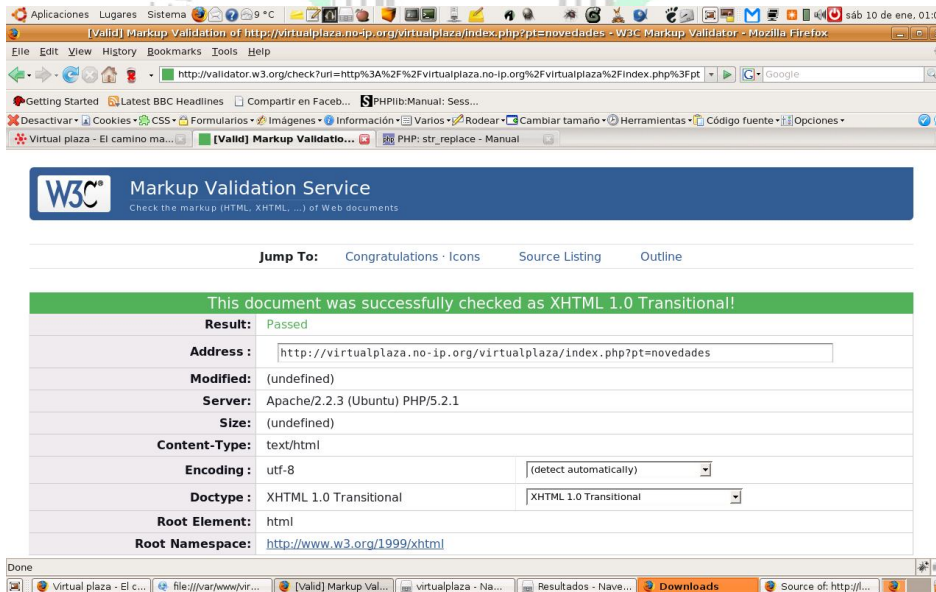 Aplicaciones Lugares Sistema 9 °C sáb 10 de ene, 01:
[Valid] Markup Validation of http://virtualplaza.no-ip.org/virtualplaza/index.php?pt=novedades - W3C Markup Validator - Mozilla Firefox
File Edit View History Bookmarks Tools Help
http://validator.w3.org/check?uri=http%3A%2F%2Fvirtualplaza.no-ip.org%2Fvirtualplaza%2Findex.php%3Fpt G Google
Getting Started Latest BBC Headlines Compartir en Faceb... PHPlib:Manual: Sess...
Desactivar Cookies CSS Formularios Imágenes Información Varios Rodear Cambiar tamaño Herramientas Código fuente Opciones
Virtual plaza - El camino ma... [Valid] Markup Validatio... PHP: str_replace - Manual
W3C® Markup Validation Service
Check the markup (HTML, XHTML, ...) of Web documents
Jump To: Congratulations · Icons Source Listing Outline
This document was successfully checked as XHTML 1.0 Transitional!
Result: Passed
Address : http://virtualplaza.no-ip.org/virtualplaza/index.php?pt=novedades
Modified: (undefined)
Server: Apache/2.2.3 (Ubuntu) PHP/5.2.1
Size: (undefined)
Content-Type: text/html
Encoding : utf-8 (detect automatically)
Doctype : XHTML 1.0 Transitional XHTML 1.0 Transitional
Root Element: html
Root Namespace: http://www.w3.org/1999/xhtml
Done
Virtual plaza - El c... file:///var/www/vir... [Valid] Markup Val... virtualplaza - Na... Resultados - Nave... Downloads Source of: http://l...